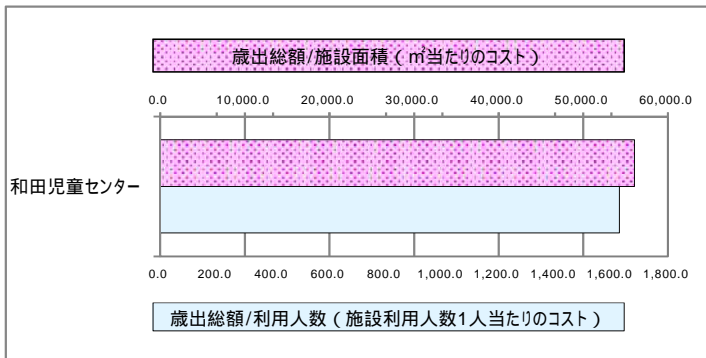 歳出総額/施設面積（㎡当たりのコスト）
0.0 10,000.0 20,000.0 30,000.0 40,000.0 50,000.0 60,000.0
和田児童センター
0.0 200.0 400.0 600.0 800.0 1,000.0 1,200.0 1,400.0 1,600.0 1,800.0
歳出総額/利用人数（施設利用人数1人当たりのコスト）